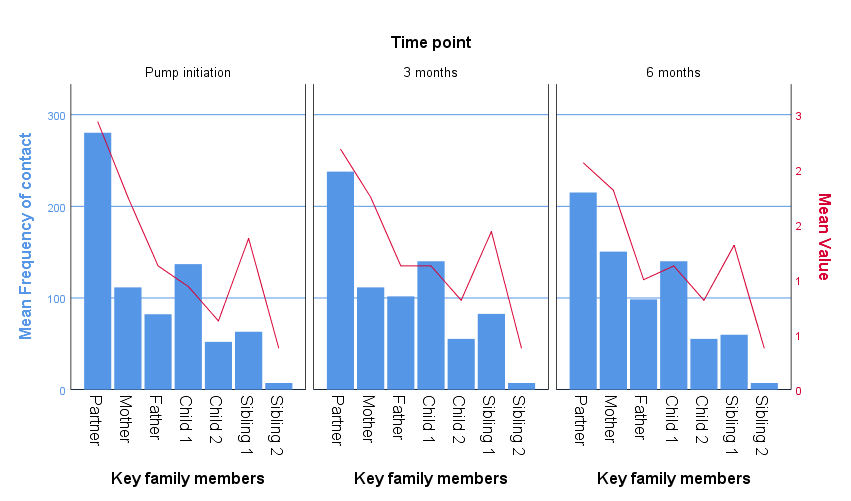 Time point
Pump initiation
3 months
6 months
Mean Frequency of contact
300
200
100
0
3
2
2
1
1
0
Mean Value
Partner
Mother
Father
Child 1
Child 2
Sibling 1
Sibling 2
Partner
Mother
Father
Child 1
Child 2
Sibling 1
Sibling 2
Partner
Mother
Father
Child 1
Child 2
Sibling 1
Sibling 2
Key family members
Key family members
Key family members